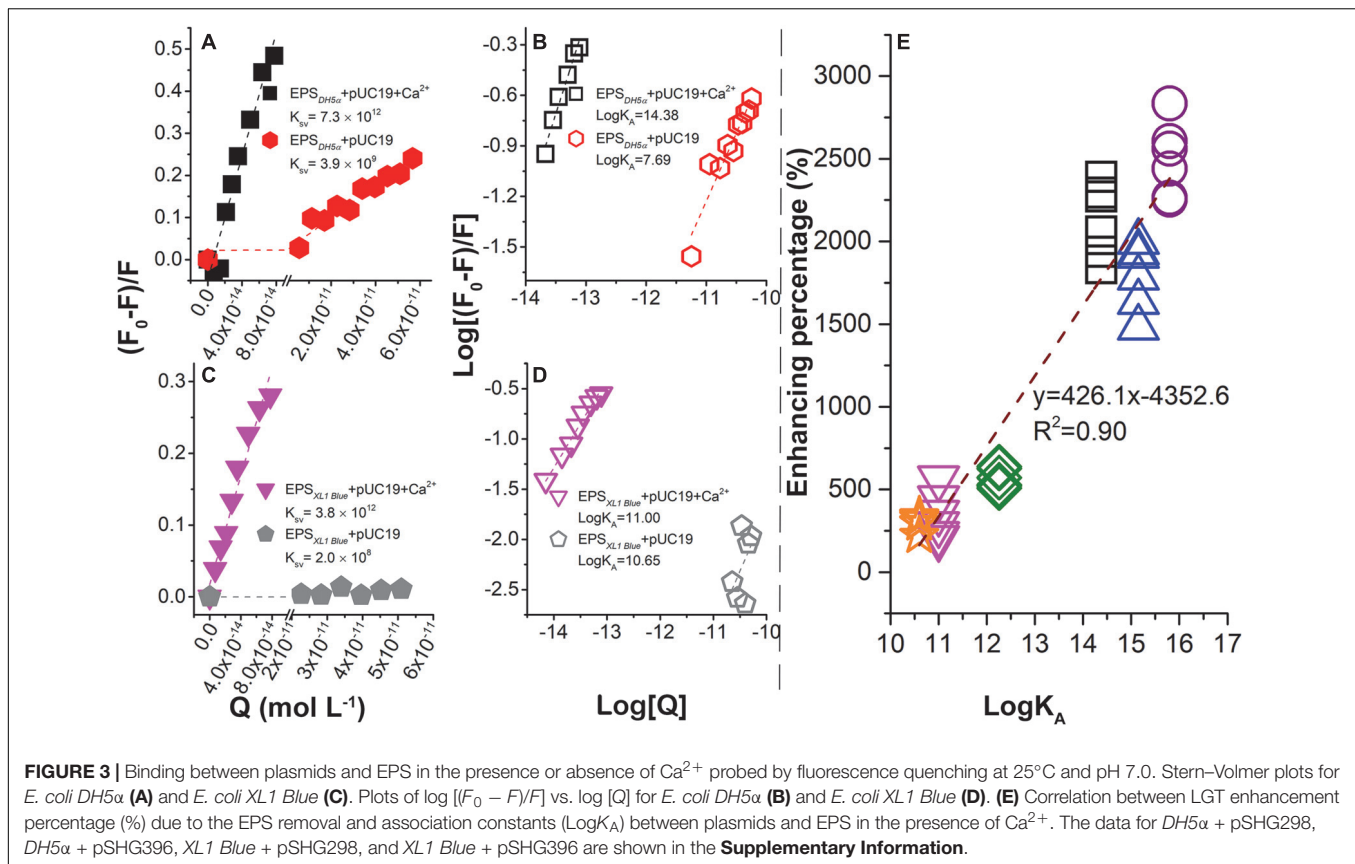 A
(F0-F)/F
0.5
0.4
0.3
0.2
0.1
0.0
EPSDH5α+pUC19+Ca²⁺
Ksv= 7.3 × 10¹²
EPSDH5α+pUC19
Ksv= 3.9 × 10⁹
0.0
4.0x10⁻¹⁴
8.0x10⁻¹⁴
2.0x10⁻¹¹
4.0x10⁻¹¹
6.0x10⁻¹¹
B
Log[(F0-F)/F]
-0.3
-0.6
-0.9
-1.2
-1.5
EPSDH5α+pUC19+Ca²⁺
LogKA=14.38
EPSDH5α+pUC19
LogKA=7.69
-14
-13
-12
-11
-10
C
0.3
0.2
0.1
0.0
EPSXL1 Blue+pUC19+Ca²⁺
Ksv= 3.8 × 10¹²
EPSXL1 Blue+pUC19
Ksv= 2.0 × 10⁸
0.0
4.0x10⁻¹⁴
8.0x10⁻¹⁴
2x10⁻¹¹
3x10⁻¹¹
4x10⁻¹¹
5x10⁻¹¹
6x10⁻¹¹
Q (mol L⁻¹)
D
-0.5
-1.0
-1.5
-2.0
-2.5
EPSXL1 Blue+pUC19+Ca²⁺
LogKA=11.00
EPSXL1 Blue+pUC19
LogKA=10.65
-14
-13
-12
-11
-10
Log[Q]
E
Enhancing percentage (%)
3000
2500
2000
1500
1000
500
0
y=426.1x-4352.6
R²=0.90
10
11
12
13
14
15
16
17
LogKA
FIGURE 3 | Binding between plasmids and EPS in the presence or absence of Ca²⁺ probed by fluorescence quenching at 25°C and pH 7.0. Stern–Volmer plots for
E. coli DH5α (A) and E. coli XL1 Blue (C). Plots of log [(F0 − F)/F] vs. log [Q] for E. coli DH5α (B) and E. coli XL1 Blue (D). (E) Correlation between LGT enhancement
percentage (%) due to the EPS removal and association constants (LogKA) between plasmids and EPS in the presence of Ca²⁺. The data for DH5α + pSHG298,
DH5α + pSHG396, XL1 Blue + pSHG298, and XL1 Blue + pSHG396 are shown in the Supplementary Information.